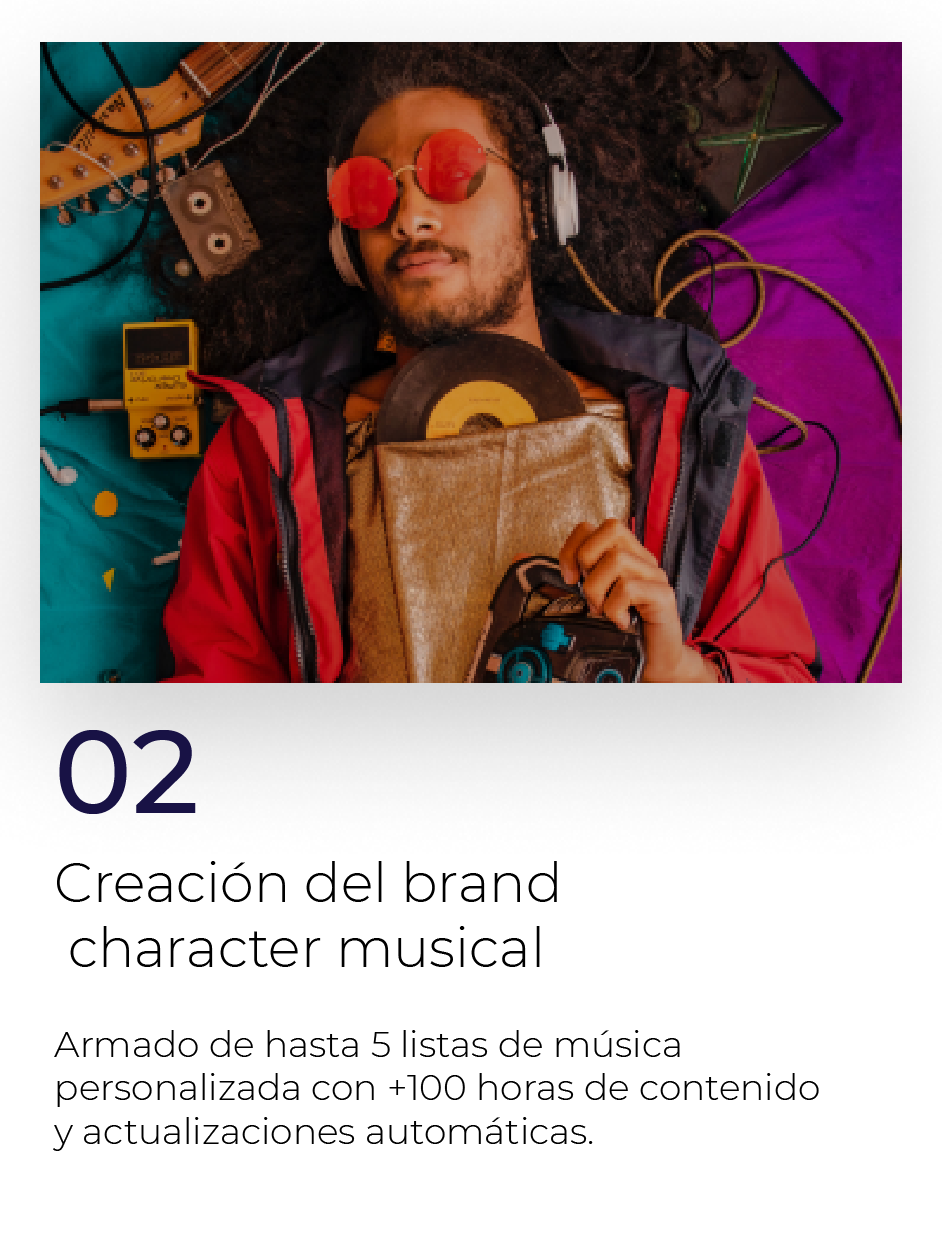 02
Creación del brand
character musical
Armado de hasta 5 listas de música
personalizada con +100 horas de contenido
y actualizaciones automáticas.